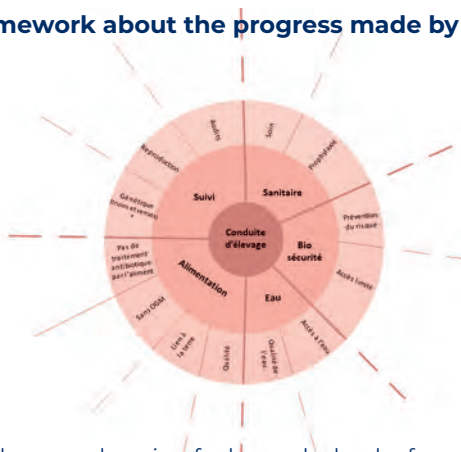 mework about the progress made by
Audits
Soin
Reproduction
Prophylaxie
Génétique
Suivi
Sanitaire
Prévention
du risque
Conduite
d'élevage
Bio
sécurité
Pas de
traitement
antibiotique
par l'aliment
Alimentation
Accès limité
Eau
Sans OGM
Lien à
la terre
Qualité
Qualité de
l'eau
Accès à l'eau